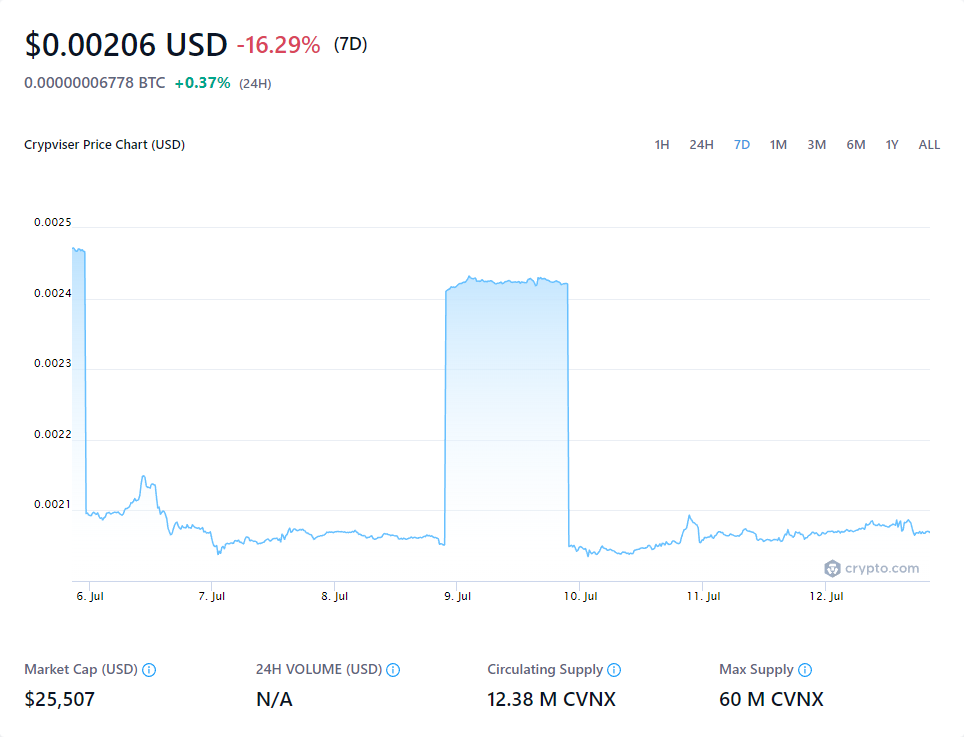 $0.00206 USD -16.29% (7D)
0.00000006778 BTC +0.37% (24H)
Crypviser Price Chart (USD) 1H 24H 7D 1M 3M 6M 1Y ALL
0.0025
0.0024
0.0023
0.0022
0.0021
crypto.com
6. Jul 7. Jul 8. Jul 9. Jul 10. Jul 11. Jul 12. Jul
Market Cap (USD) 24H VOLUME (USD) Circulating Supply Max Supply
$25,507 N/A 12.38 M CVNX 60 M CVNX